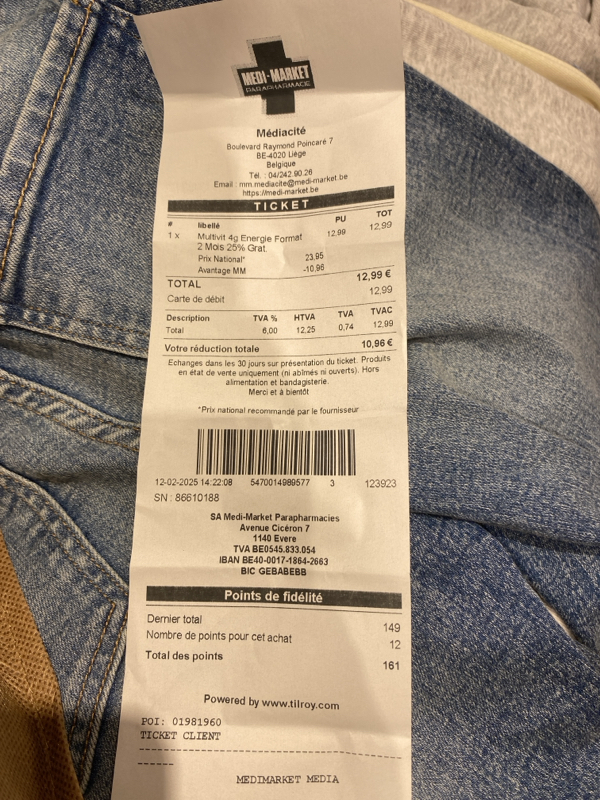 MEDI-MARKET
PARAPHARMACIE
Médiacité
Boulevard Raymond Poincaré 7
BE-4020 Liège
Belgique
Tél. : 04/242.90.26
Email : mm.mediacite@medi-market.be
https://medi-market.be
TICKET
# libellé PU TOT
1 x Multivit 4g Energie Format 12,99 12,99
2 Mois 25% Grat.
Prix National* 23,95
Avantage MM -10,96
TOTAL 12,99 €
Carte de débit 12,99
Description TVA % HTVA TVA TVAC
Total 6,00 12,25 0,74 12,99
Votre réduction totale 10,96 €
Echanges dans les 30 jours sur présentation du ticket. Produits
en état de vente uniquement (ni abîmés ni ouverts). Hors
alimentation et bandagisterie.
Merci et à bientôt
*Prix national recommandé par le fournisseur
12-02-2025 14:22:08 5470014989577 3 123923
SN : 86610188
SA Medi-Market Parapharmacies
Avenue Cicéron 7
1140 Evere
TVA BE0545.833.054
IBAN BE40-0017-1864-2663
BIC GEBABEBB
Points de fidélité
Dernier total 149
Nombre de points pour cet achat 12
Total des points 161
Powered by www.tilroy.com
POI: 01981960
TICKET CLIENT
MEDIMARKET MEDIA